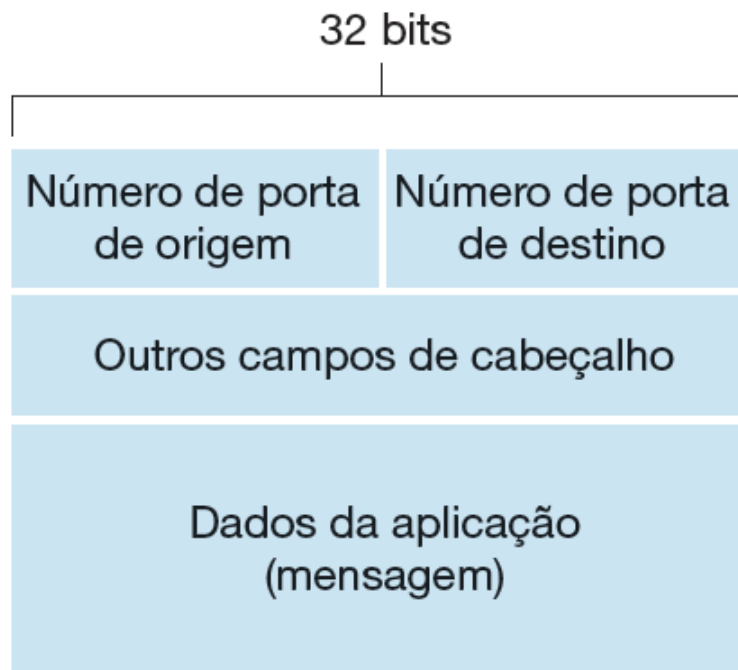 32 bits
Número de porta
de origem
Número de porta
de destino
Outros campos de cabeçalho
Dados da aplicação
(mensagem)